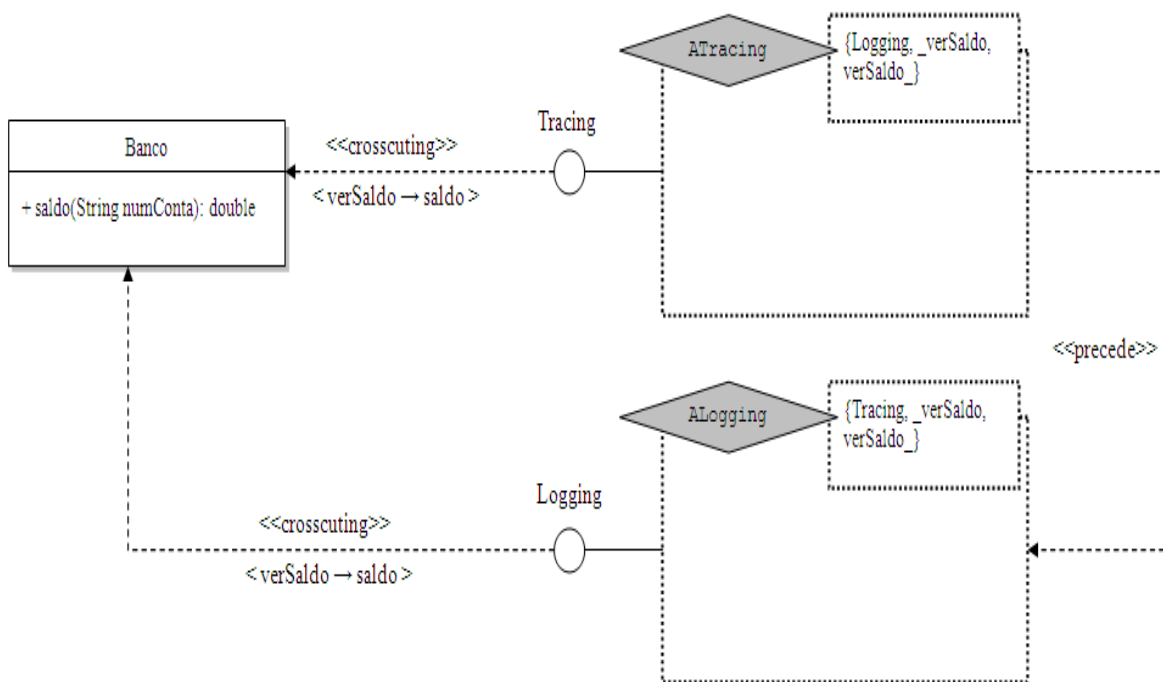 ATracing
{Logging, _verSaldo,
verSaldo_}
Tracing
<<crosscuting>>
< verSaldo → saldo >
Banco
+ saldo(String numConta): double
<<precede>>
ALogging
{Tracing, _verSaldo,
verSaldo_}
Logging
<<crosscuting>>
< verSaldo → saldo >